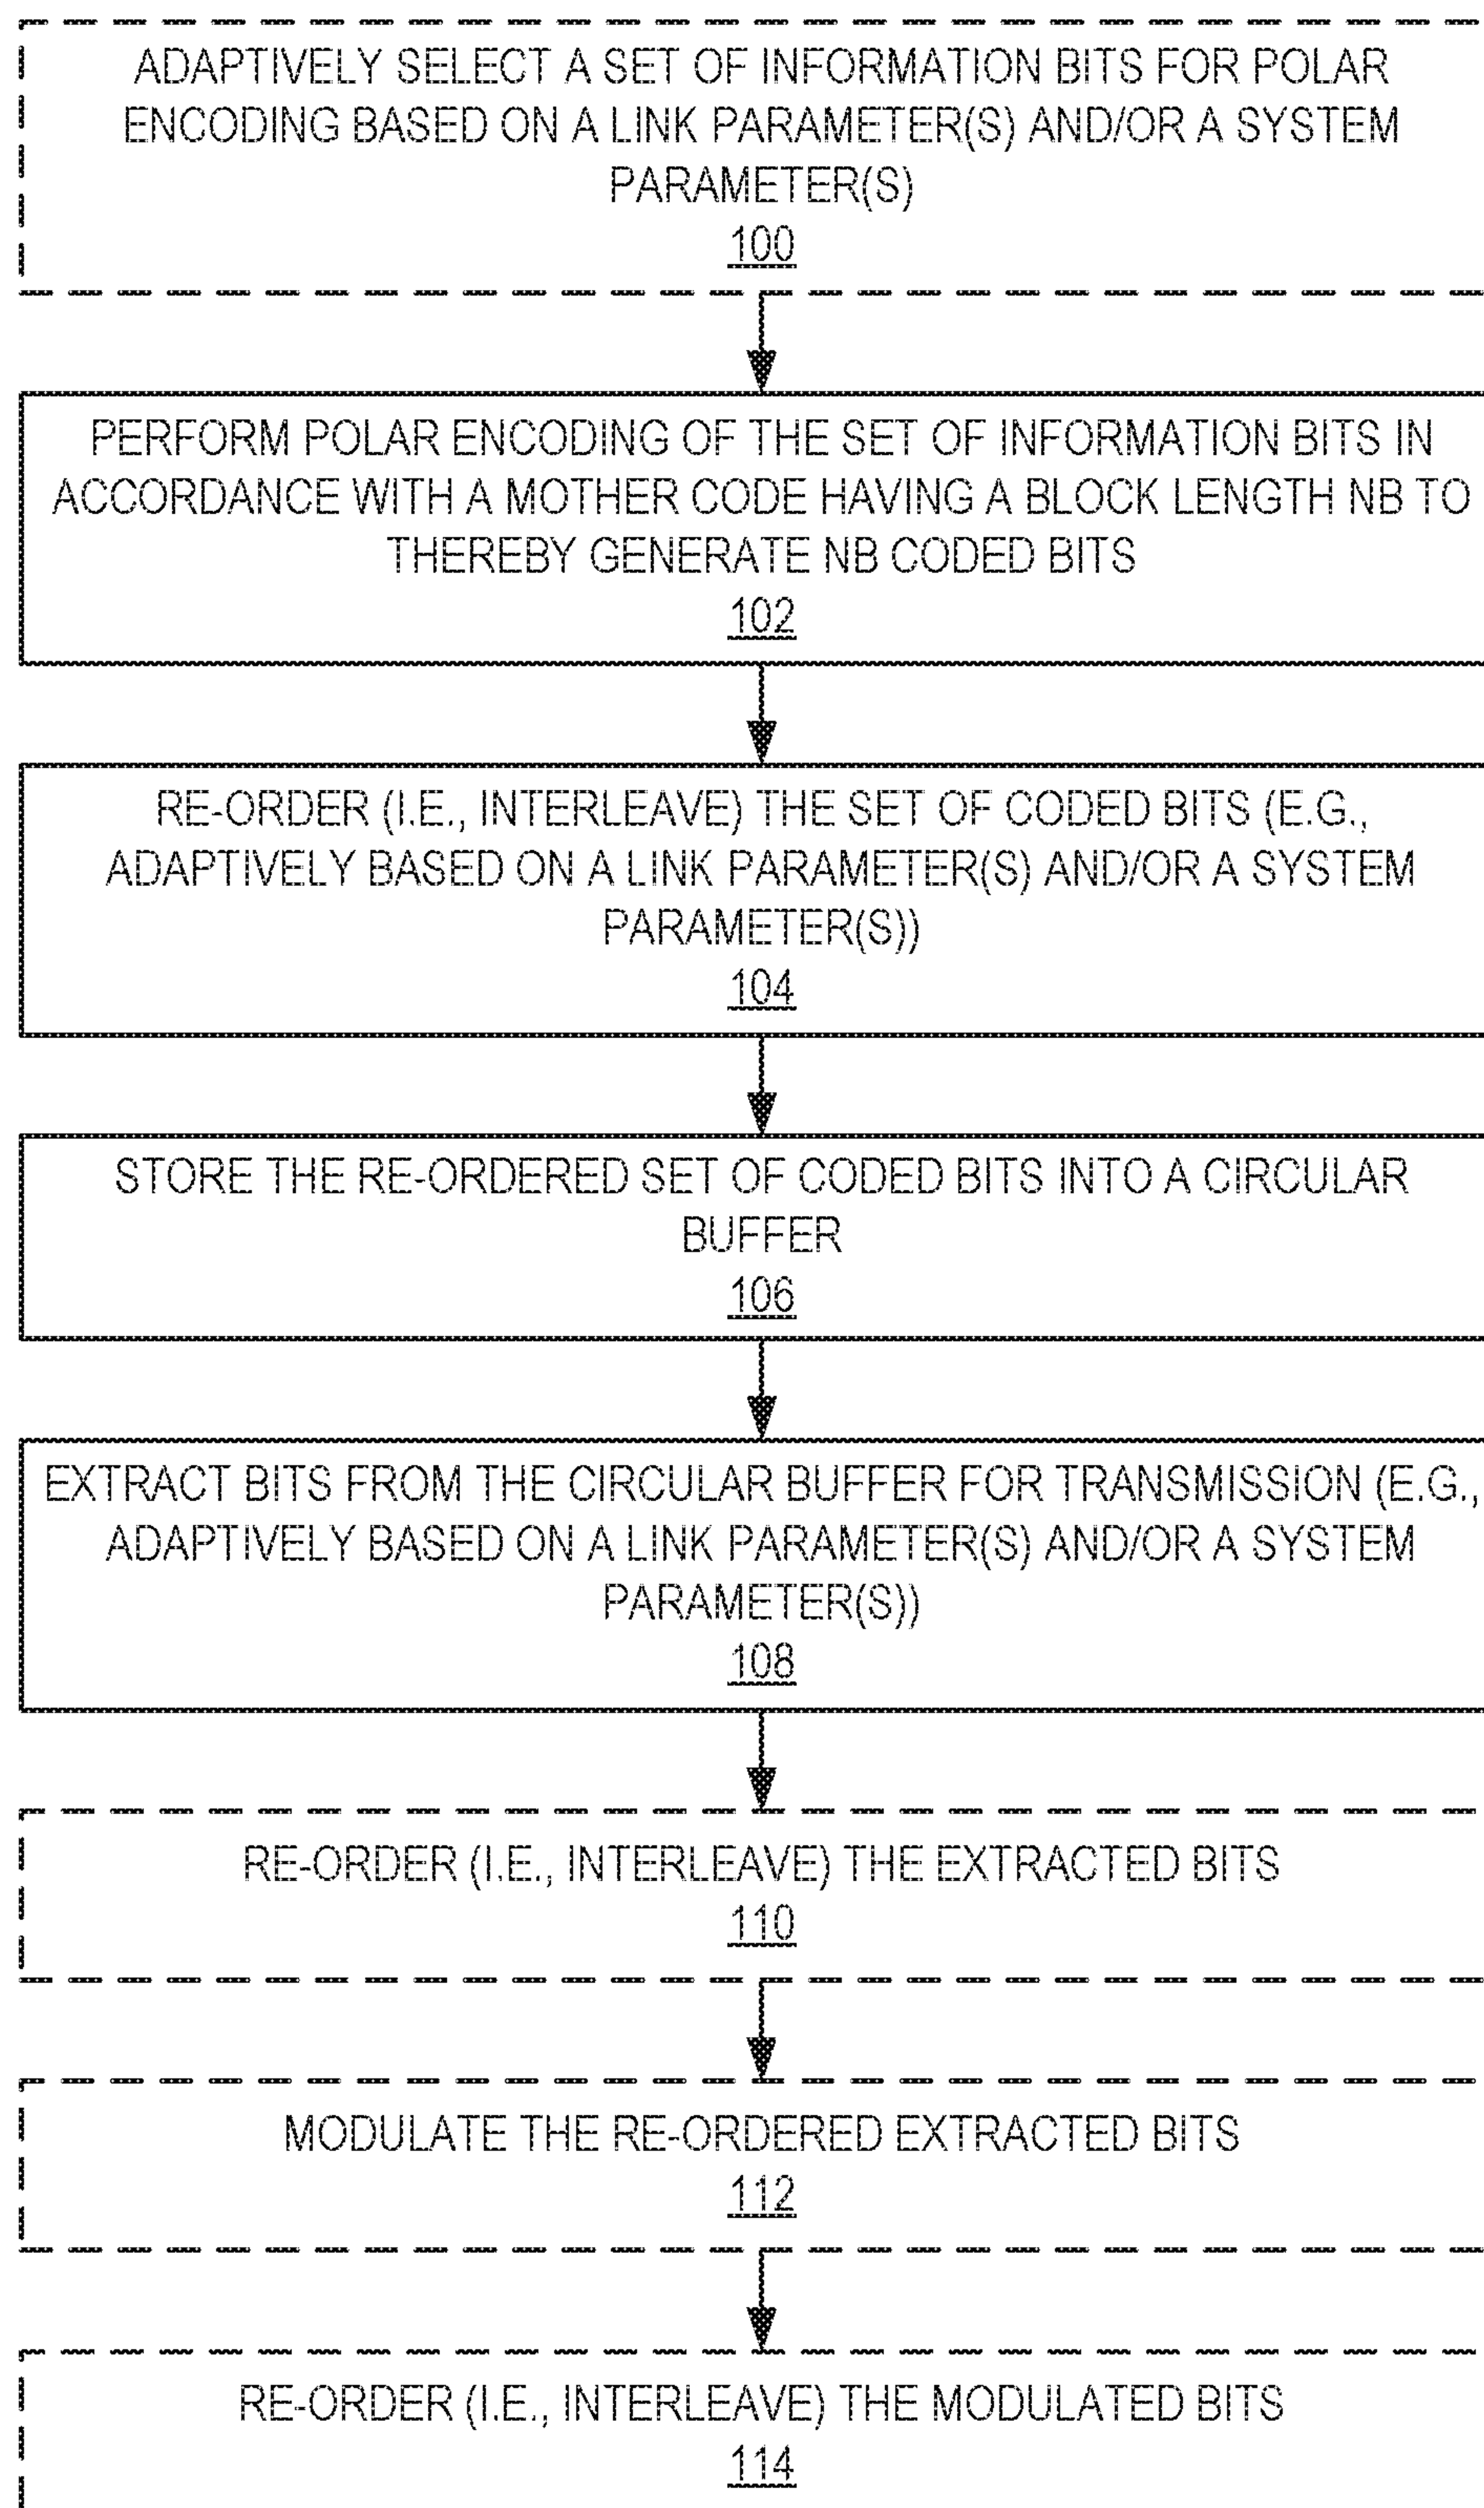 ADAPTIVELY SELECT A SET OF INFORMATION BITS FOR POLAR
ENCODING BASED ON A LINK PARAMETER(S) AND/OR A SYSTEM
PARAMETER(S)
100
PERFORM POLAR ENCODING OF THE SET OF INFORMATION BITS IN
ACCORDANCE WITH A MOTHER CODE HAVING A BLOCK LENGTH NB TO
THEREBY GENERATE NB CODED BITS
102
RE-ORDER (I.E., INTERLEAVE) THE SET OF CODED BITS (E.G.,
ADAPTIVELY BASED ON A LINK PARAMETER(S) AND/OR A SYSTEM
PARAMETER(S))
104
STORE THE RE-ORDERED SET OF CODED BITS INTO A CIRCULAR
BUFFER
106
EXTRACT BITS FROM THE CIRCULAR BUFFER FOR TRANSMISSION (E.G.,
ADAPTIVELY BASED ON A LINK PARAMETER(S) AND/OR A SYSTEM
PARAMETER(S))
108
RE-ORDER (I.E., INTERLEAVE) THE EXTRACTED BITS
110
MODULATE THE RE-ORDERED EXTRACTED BITS
112
RE-ORDER (I.E., INTERLEAVE) THE MODULATED BITS
114